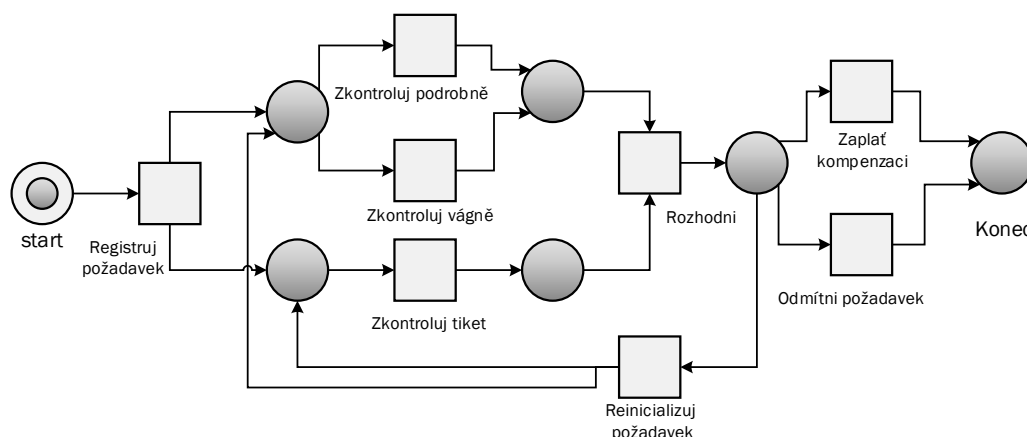 start
Registruj
požadavek
Zkontroluj podrobně
Zkontroluj vágně
Zkontroluj tiket
Rozhodni
Reinicializuj
požadavek
Zaplať
kompenzaci
Odmítni požadavek
Konec